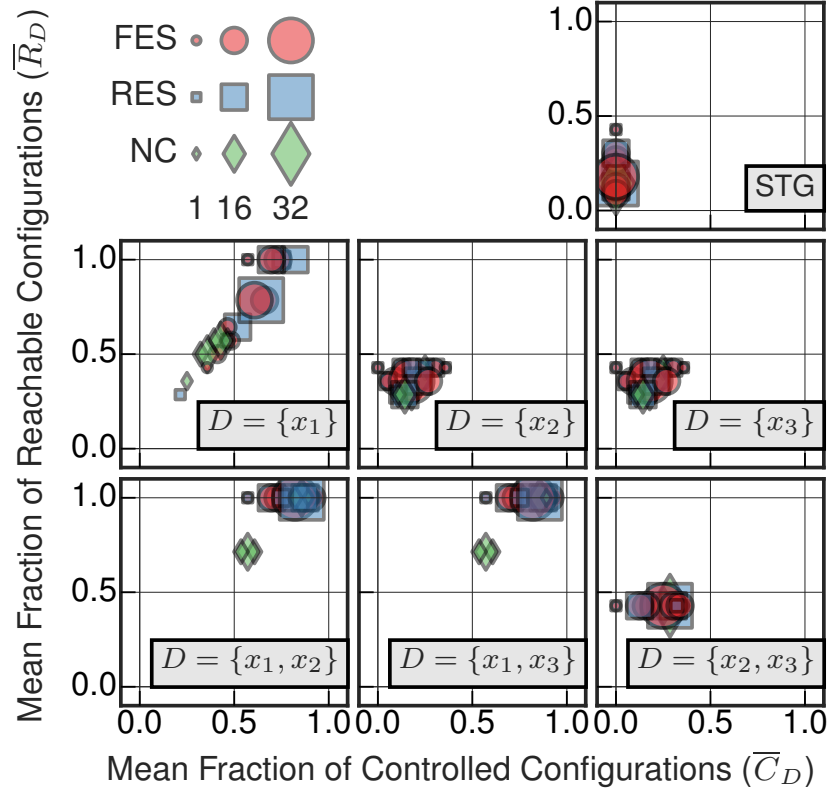 Mean Fraction of Reachable Configurations (R̅_D)
FES
RES
NC
1 16 32
1.0
0.5
0.0
STG
1.0
0.5
0.0
D = {x₁}
D = {x₂}
D = {x₃}
1.0
0.5
0.0
D = {x₁, x₂}
D = {x₁, x₃}
D = {x₂, x₃}
0.0 0.5 1.0 0.0 0.5 1.0 0.0 0.5 1.0
Mean Fraction of Controlled Configurations (C̅_D)